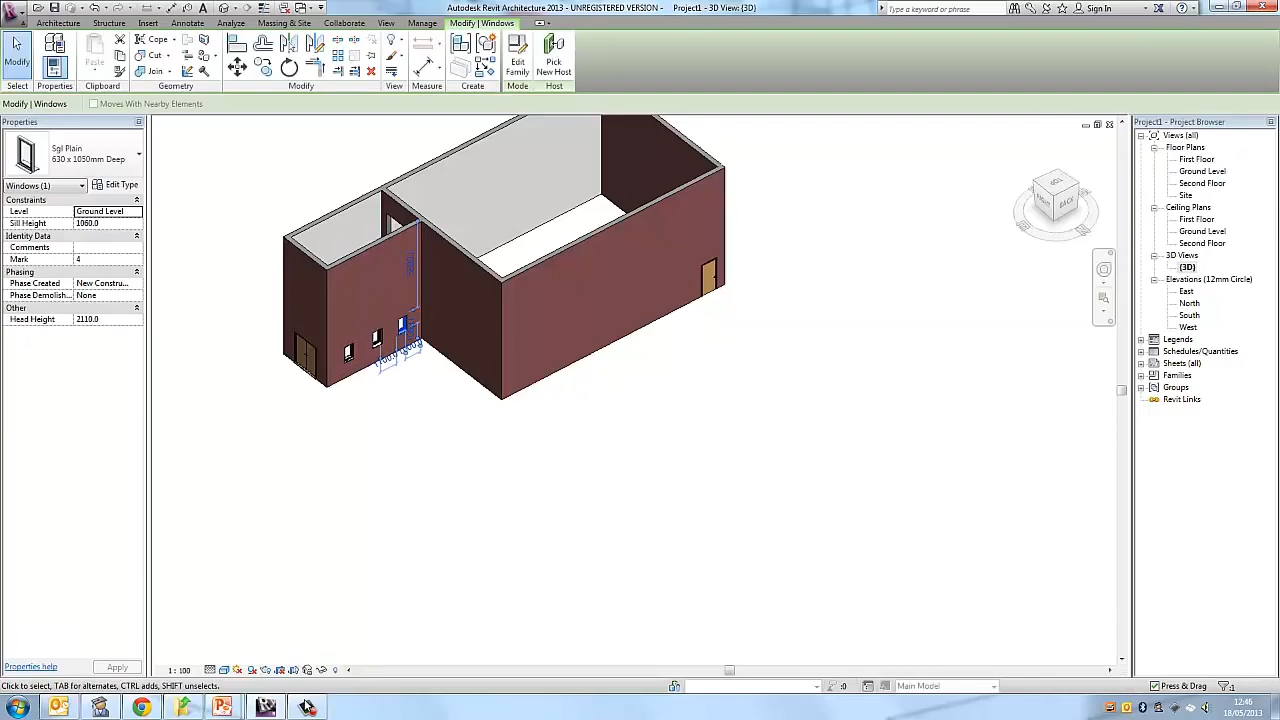 Autodesk Revit Architecture 2013 - UNREGISTERED VERSION - Project1 - 3D View: {3D}
Type a keyword or phrase
Sign In
Architecture Structure Insert Annotate Analyze Massing & Site Collaborate View Manage Modify | Windows
Modify Paste Cope Cut Join Edit Family Pick New Host
Select Properties Clipboard Geometry Modify View Measure Create Mode Host
Modify | Windows Moves With Nearby Elements
Properties
Sgl Plain
630 x 1050mm Deep
Windows (1) Edit Type
Constraints
Level Ground Level
Sill Height 1060.0
Identity Data
Comments
Mark 4
Phasing
Phase Created New Constru...
Phase Demolish... None
Other
Head Height 2110.0
Properties help Apply
BACK
Project1 - Project Browser
Views (all)
Floor Plans
First Floor
Ground Level
Second Floor
Site
Ceiling Plans
First Floor
Ground Level
Second Floor
3D Views
{3D}
Elevations (12mm Circle)
East
North
South
West
Legends
Schedules/Quantities
Sheets (all)
Families
Groups
Revit Links
1 : 100
Click to select, TAB for alternates, CTRL adds, SHIFT unselects.
:0
Main Model
Press & Drag
:1
12:46
18/05/2013